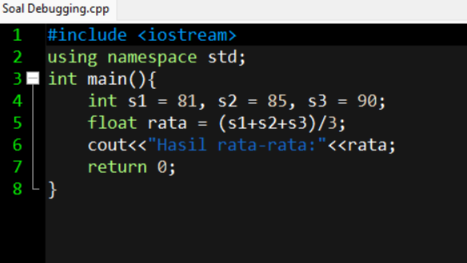 Soal Debugging.cpp
1 #include <iostream>
2 using namespace std;
3 int main(){
4 int s1 = 81, s2 = 85, s3 = 90;
5 float rata = (s1+s2+s3)/3;
6 cout<<"Hasil rata-rata:"<<rata;
7 return 0;
8 }